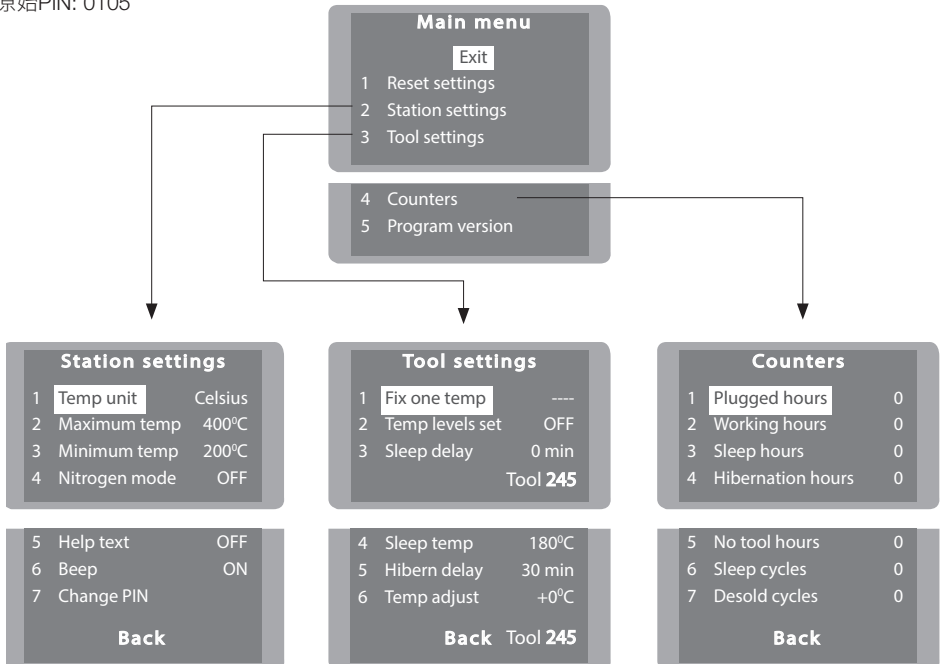 原始PIN: 0105
Main menu
Exit
1 Reset settings
2 Station settings
3 Tool settings
4 Counters
5 Program version
Station settings
1 Temp unit Celsius
2 Maximum temp 400⁰C
3 Minimum temp 200⁰C
4 Nitrogen mode OFF
5 Help text OFF
6 Beep ON
7 Change PIN
Back
Tool settings
1 Fix one temp ----
2 Temp levels set OFF
3 Sleep delay 0 min
Tool 245
4 Sleep temp 180⁰C
5 Hibern delay 30 min
6 Temp adjust +0⁰C
Back Tool 245
Counters
1 Plugged hours 0
2 Working hours 0
3 Sleep hours 0
4 Hibernation hours 0
5 No tool hours 0
6 Sleep cycles 0
7 Desold cycles 0
Back